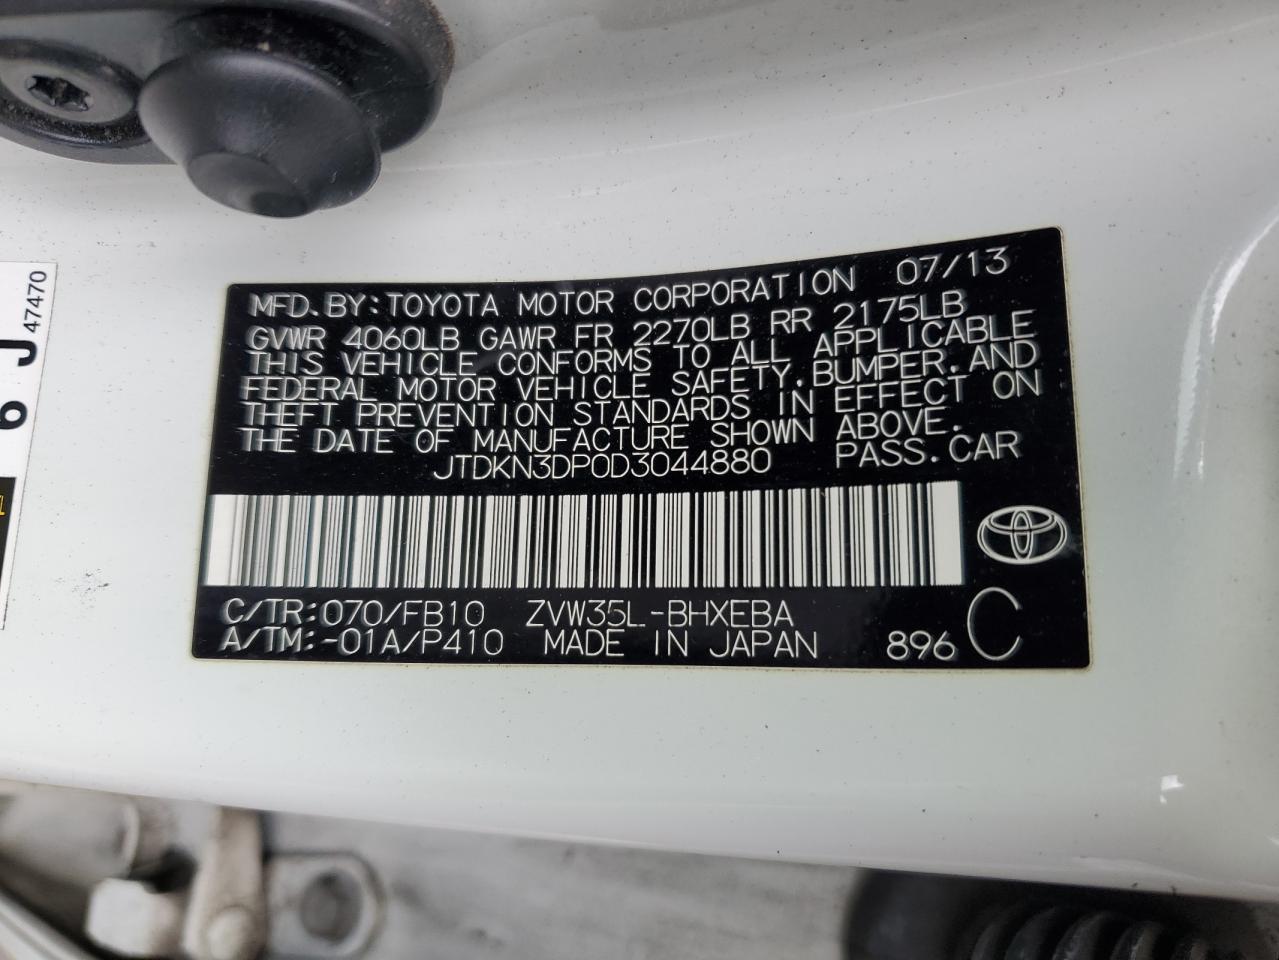 MFD.BY:TOYOTA MOTOR CORPORATION 07/13
GVWR 4060LB GAWR FR 2270LB RR 2175LB
THIS VEHICLE CONFORMS TO ALL APPLICABLE
FEDERAL MOTOR VEHICLE SAFETY,BUMPER,AND
THEFT PREVENTION STANDARDS IN EFFECT ON
THE DATE OF MANUFACTURE SHOWN ABOVE.
JTDKN3DP0D3044880 PASS.CAR
C/TR:070/FB10 ZVW35L-BHXEBA
A/TM:-01A/P410 MADE IN JAPAN 896 C
6 J
47470